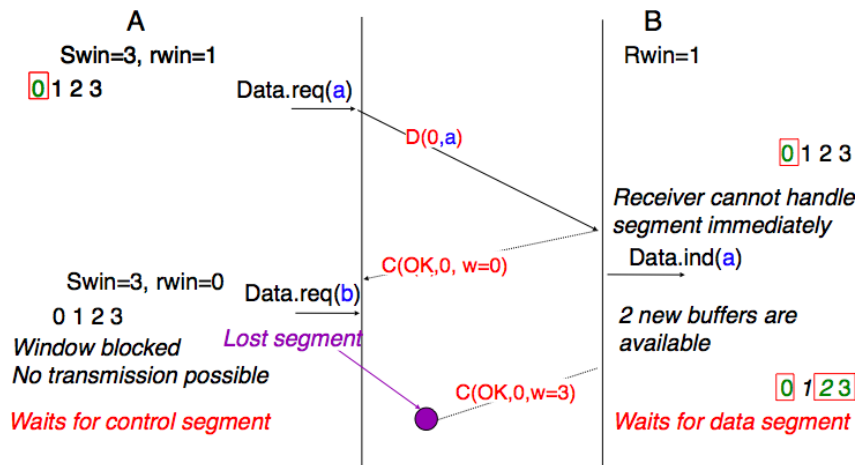 A
B
Swin=3, rwin=1
Rwin=1
0 1 2 3
Data.req(a)
D(0,a)
0 1 2 3
Receiver cannot handle
segment immediately
C(OK,0, w=0)
Data.ind(a)
Swin=3, rwin=0
Data.req(b)
0 1 2 3
2 new buffers are
available
Lost segment
Window blocked
No transmission possible
C(OK,0,w=3)
0 1 2 3
Waits for control segment
Waits for data segment